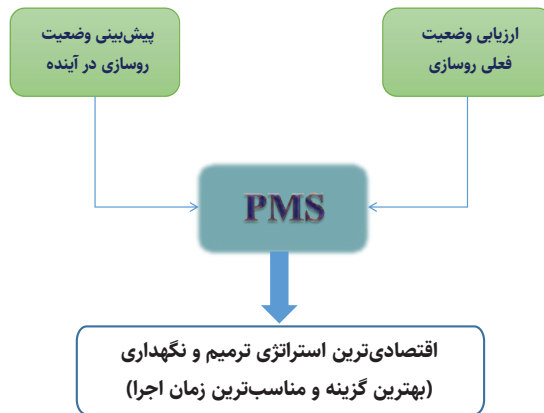 ارزیابی وضعیت
فعلی روسازی
پیش‌بینی وضعیت
روسازی در آینده
PMS
اقتصادی‌ترین استراتژی ترمیم و نگهداری
(بهترین گزینه و مناسب‌ترین زمان اجرا)